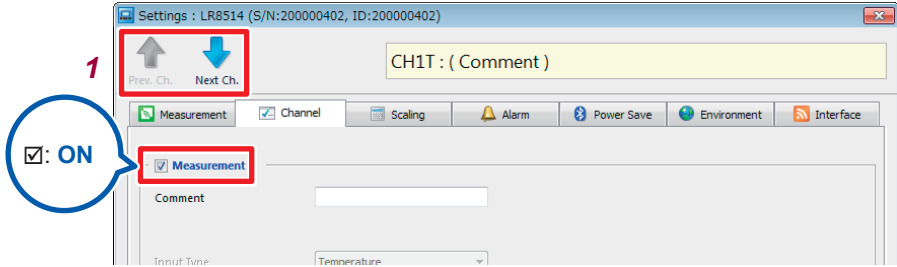 Settings : LR8514 (S/N:200000402, ID:200000402)
1
Prev. Ch. Next Ch.
CH1T : ( Comment )
Measurement Channel Scaling Alarm Power Save Environment Interface
☑: ON
☑ Measurement
Comment
Input Type Temperature